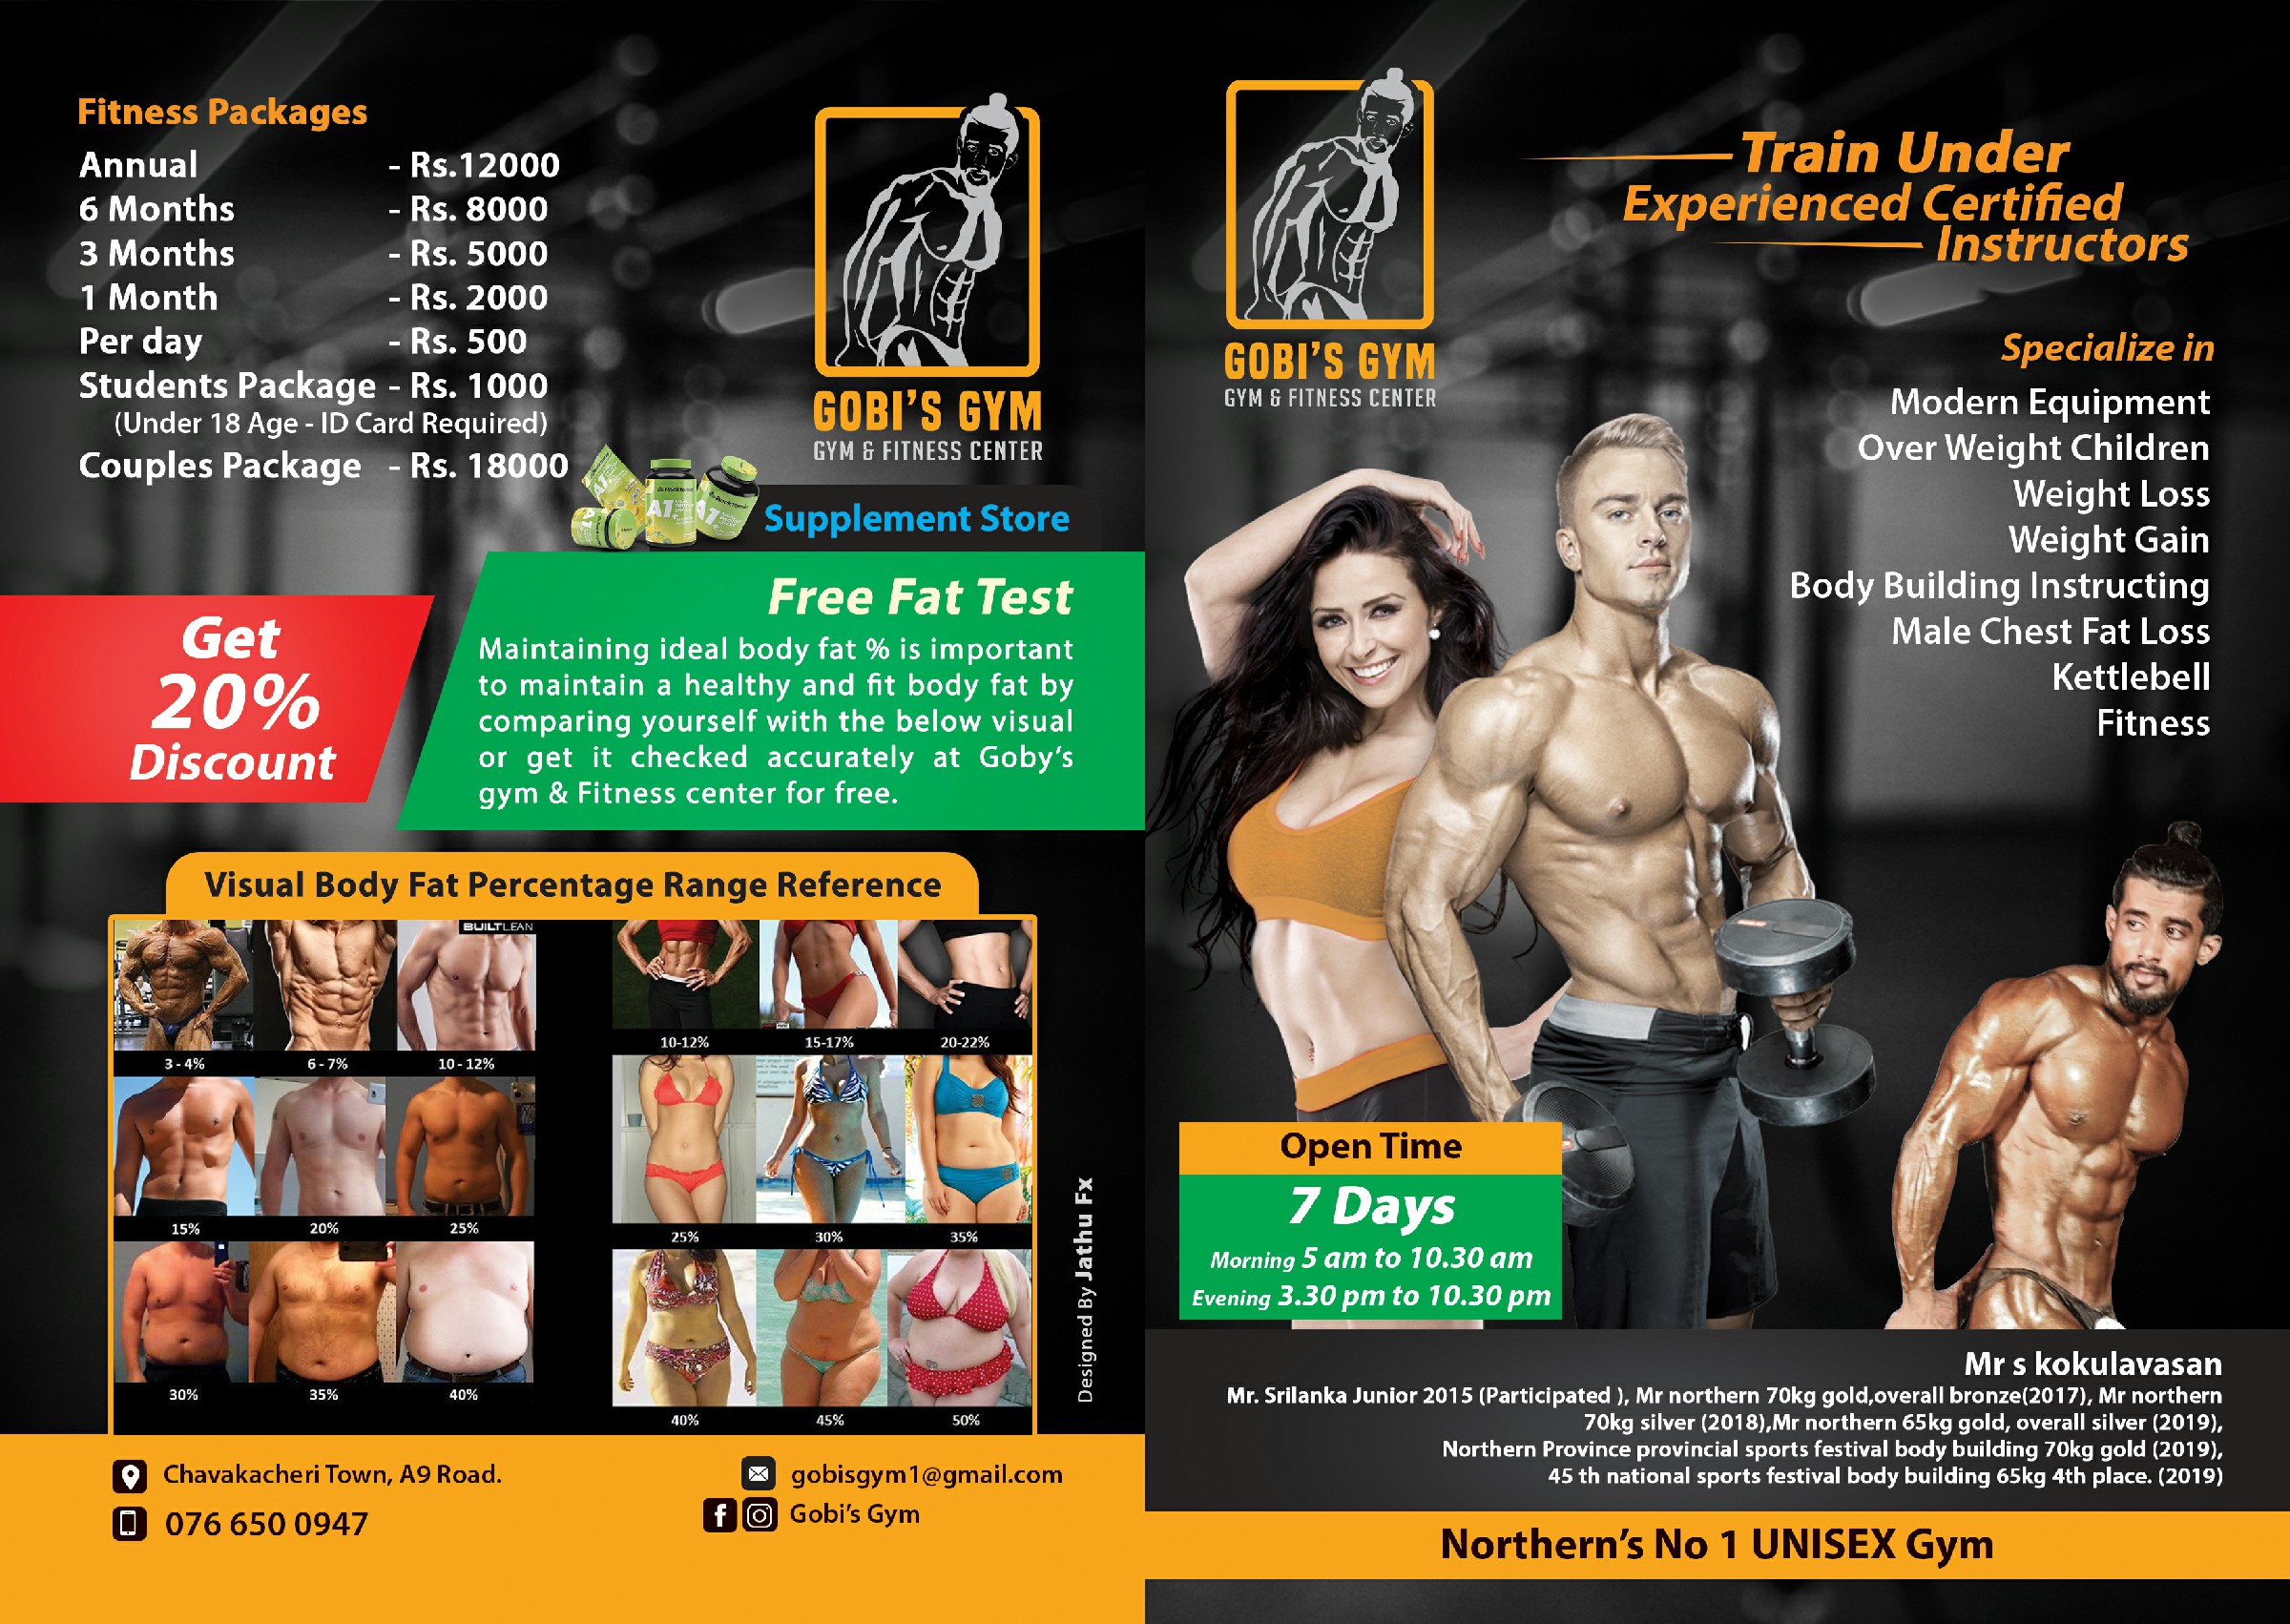 Fitness Packages
Annual - Rs.12000
6 Months - Rs. 8000
3 Months - Rs. 5000
1 Month - Rs. 2000
Per day - Rs. 500
Students Package - Rs. 1000
(Under 18 Age - ID Card Required)
Couples Package - Rs. 18000
GOBI'S GYM
GYM & FITNESS CENTER
A1
A1
A1
Supplement Store
Get
20%
Discount
Free Fat Test
Maintaining ideal body fat % is important
to maintain a healthy and fit body fat by
comparing yourself with the below visual
or get it checked accurately at Goby's
gym & Fitness center for free.
Visual Body Fat Percentage Range Reference
BUILTLEAN
3 - 4% 6 - 7% 10 - 12%
15% 20% 25%
30% 35% 40%
10-12% 15-17% 20-22%
25% 30% 35%
40% 45% 50%
Designed By Jathu Fx
Chavakacheri Town, A9 Road.
076 650 0947
gobisgym1@gmail.com
Gobi's Gym
GOBI'S GYM
GYM & FITNESS CENTER
Train Under
Experienced Certified
Instructors
Specialize in
Modern Equipment
Over Weight Children
Weight Loss
Weight Gain
Body Building Instructing
Male Chest Fat Loss
Kettlebell
Fitness
Open Time
7 Days
Morning 5 am to 10.30 am
Evening 3.30 pm to 10.30 pm
Mr s kokulavasan
Mr. Srilanka Junior 2015 (Participated ), Mr northern 70kg gold,overall bronze(2017), Mr northern
70kg silver (2018),Mr northern 65kg gold, overall silver (2019),
Northern Province provincial sports festival body building 70kg gold (2019),
45 th national sports festival body building 65kg 4th place. (2019)
Northern's No 1 UNISEX Gym